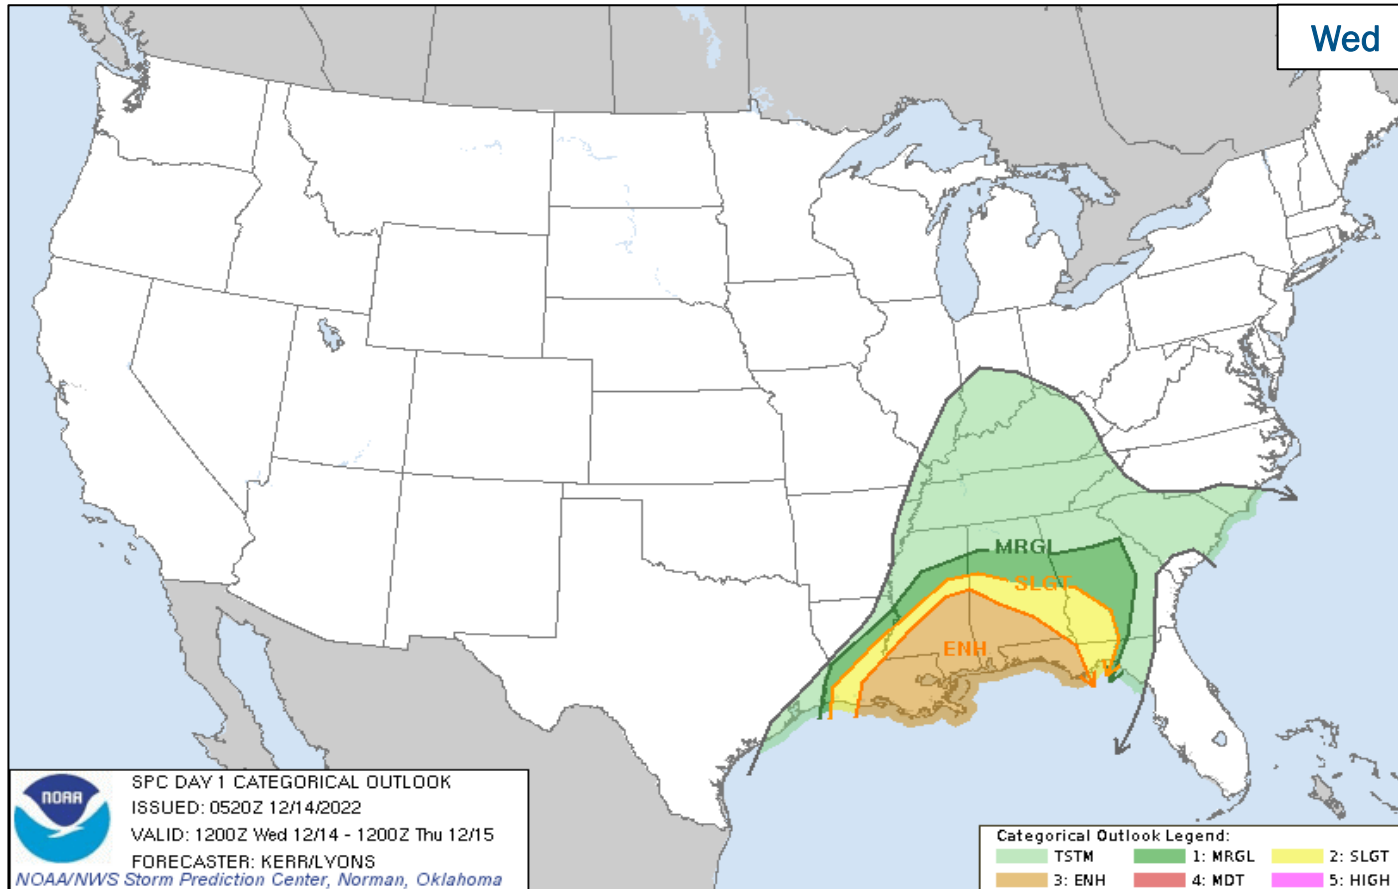 Wed
MRGL
SLGT
ENH
NOAA
SPC DAY 1 CATEGORICAL OUTLOOK
ISSUED: 0520Z 12/14/2022
VALID: 1200Z Wed 12/14 - 1200Z Thu 12/15
FORECASTER: KERR/LYONS
NOAA/NWS Storm Prediction Center, Norman, Oklahoma
Categorical Outlook Legend:
TSTM 1: MRGL 2: SLGT
3: ENH 4: MDT 5: HIGH